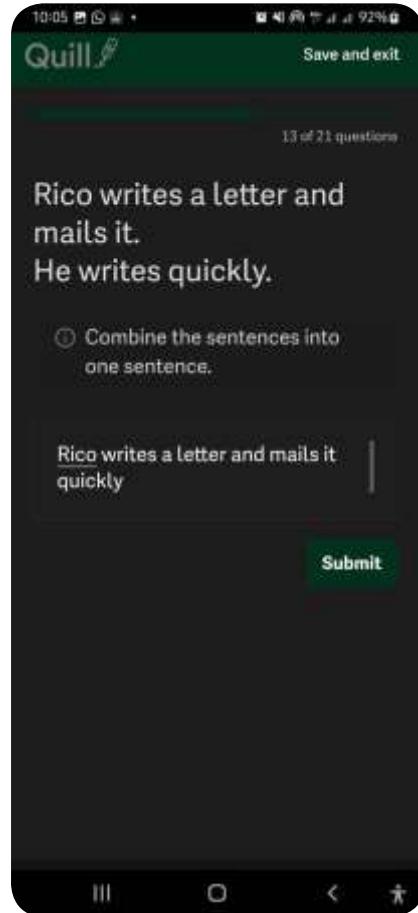 10:05
92%
Quill
Save and exit
13 of 21 questions
Rico writes a letter and
mails it.
He writes quickly.
Combine the sentences into
one sentence.
Rico writes a letter and mails it
quickly
Submit